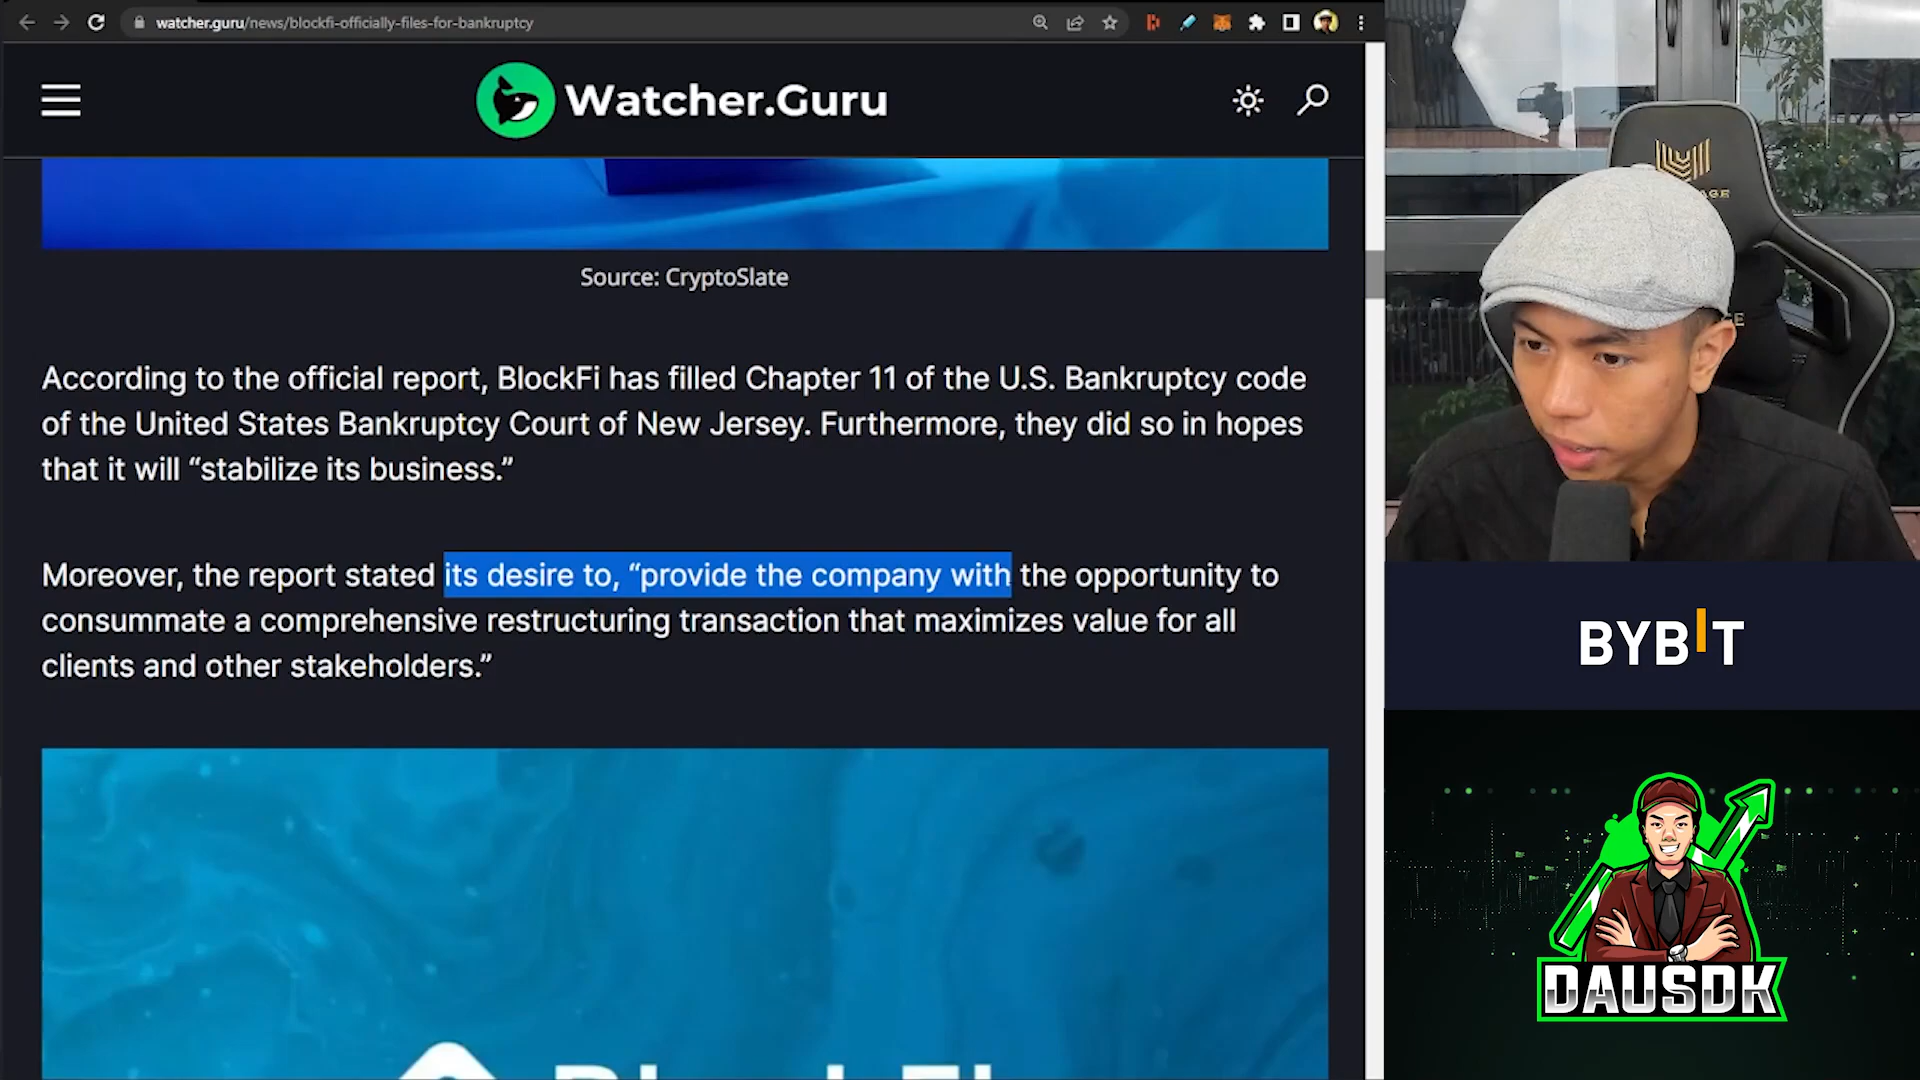 watcher.guru/news/blockfi-officially-files-for-bankruptcy
Watcher.Guru
Source: CryptoSlate
According to the official report, BlockFi has filled Chapter 11 of the U.S. Bankruptcy code
of the United States Bankruptcy Court of New Jersey. Furthermore, they did so in hopes
that it will “stabilize its business.”
Moreover, the report stated its desire to, “provide the company with the opportunity to
consummate a comprehensive restructuring transaction that maximizes value for all
clients and other stakeholders.”
BYBIT
DAUSDK